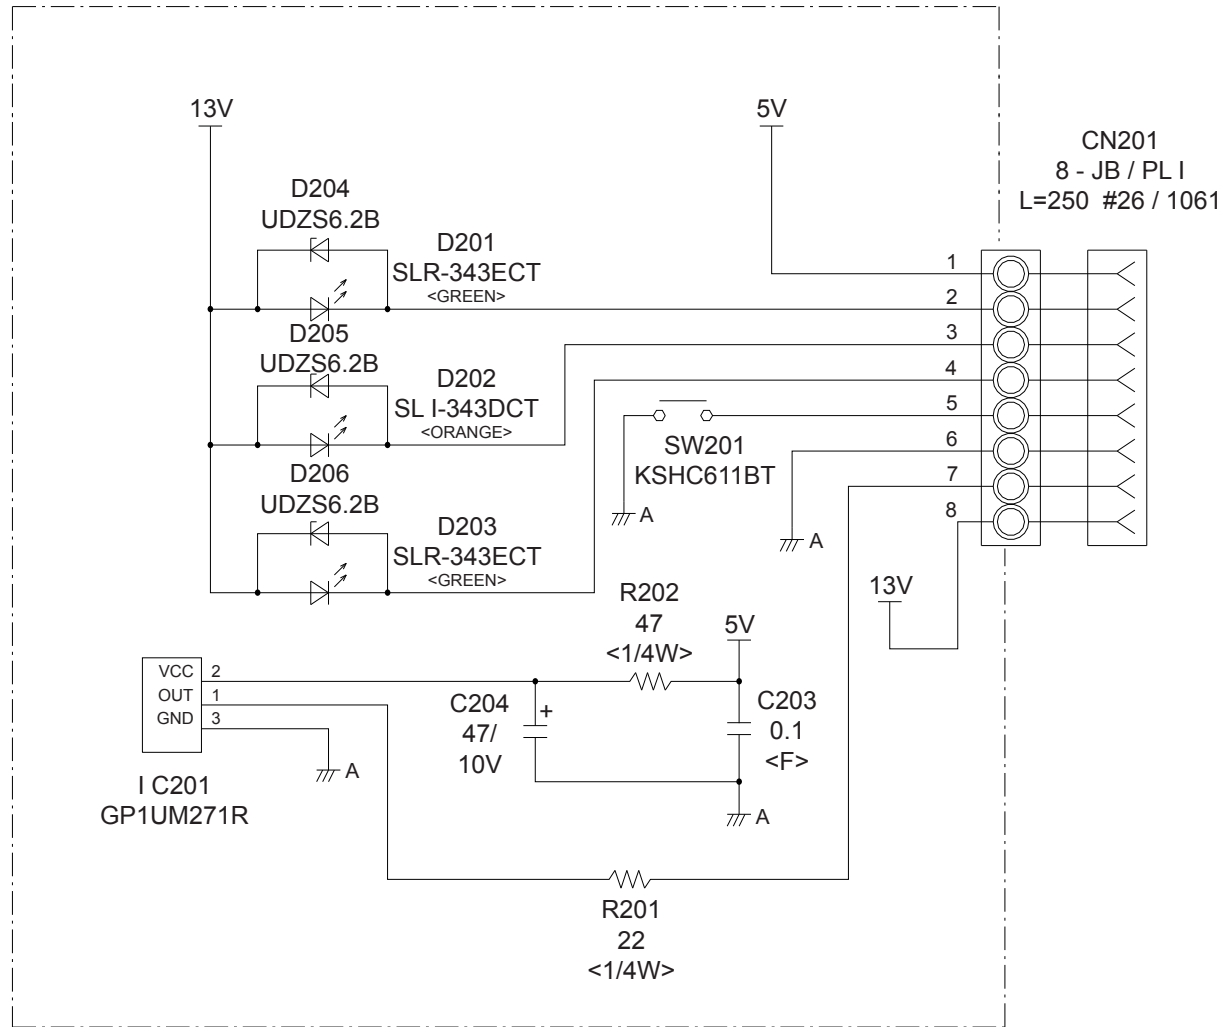 13V
5V
CN201
8 - JB / PL I
L=250 #26 / 1061
D204
UDZS6.2B
D201
SLR-343ECT
<GREEN>
1
2
D205
UDZS6.2B
3
D202
SL I-343DCT
<ORANGE>
4
5
SW201
KSHC611BT
6
D206
UDZS6.2B
7
A
8
A
D203
SLR-343ECT
<GREEN>
13V
R202
47
<1/4W>
5V
VCC 2
OUT 1
GND 3
C204
47/
10V
+
C203
0.1
<F>
A
I C201
GP1UM271R
A
R201
22
<1/4W>